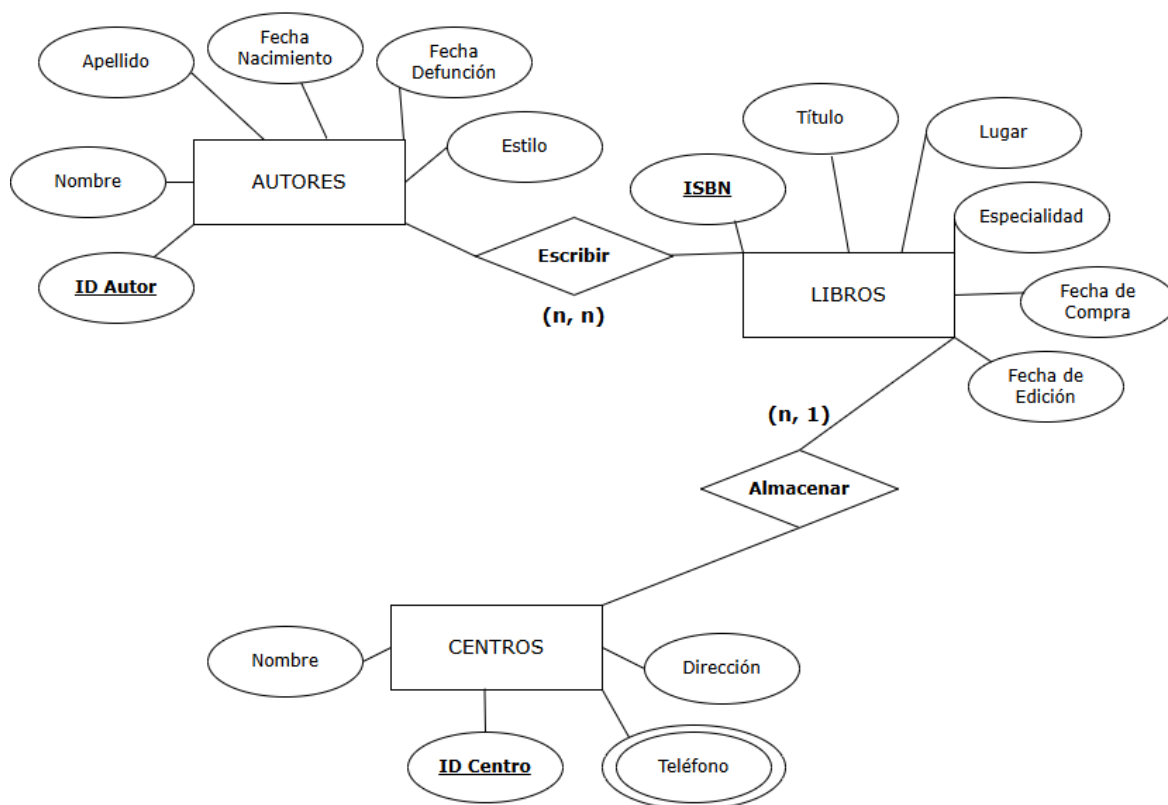 Apellido
Fecha
Nacimiento
Fecha
Defunción
Nombre
AUTORES
Estilo
ID Autor
Escribir
(n, n)
Título
Lugar
ISBN
Especialidad
LIBROS
Fecha de
Compra
Fecha de
Edición
(n, 1)
Almacenar
Nombre
CENTROS
Dirección
ID Centro
Teléfono